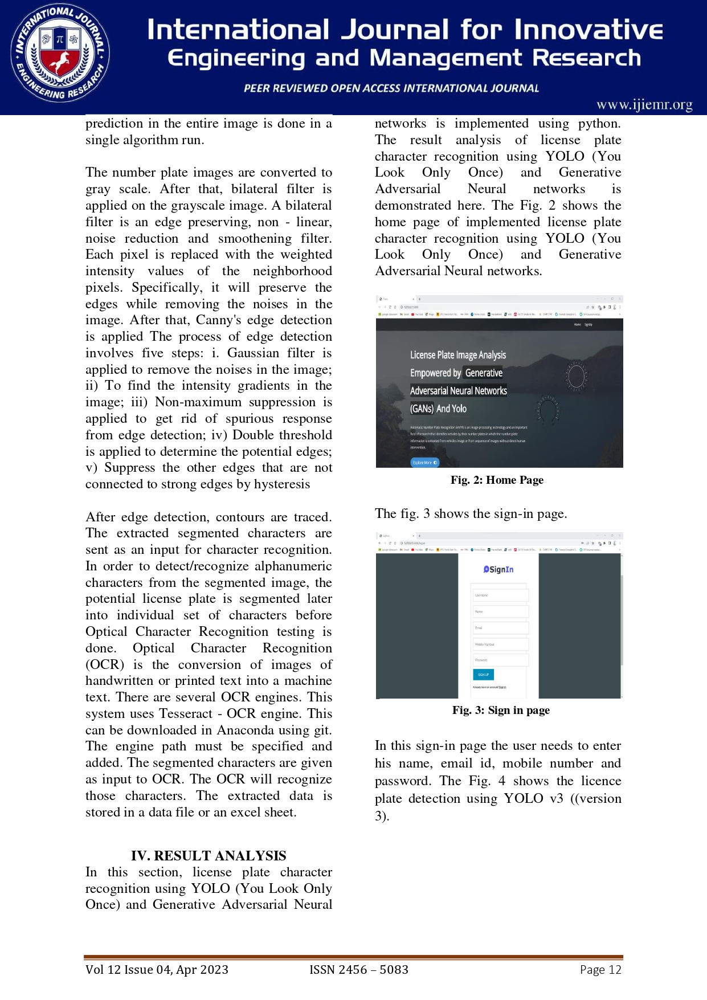 INTERNATIONAL JOURNAL
ENGINEERING RESEARCH
π
International Journal for Innovative
Engineering and Management Research
PEER REVIEWED OPEN ACCESS INTERNATIONAL JOURNAL
www.ijiemr.org
prediction in the entire image is done in a
single algorithm run.
The number plate images are converted to
gray scale. After that, bilateral filter is
applied on the grayscale image. A bilateral
filter is an edge preserving, non - linear,
noise reduction and smoothening filter.
Each pixel is replaced with the weighted
intensity values of the neighborhood
pixels. Specifically, it will preserve the
edges while removing the noises in the
image. After that, Canny's edge detection
is applied The process of edge detection
involves five steps: i. Gaussian filter is
applied to remove the noises in the image;
ii) To find the intensity gradients in the
image; iii) Non-maximum suppression is
applied to get rid of spurious response
from edge detection; iv) Double threshold
is applied to determine the potential edges;
v) Suppress the other edges that are not
connected to strong edges by hysteresis
After edge detection, contours are traced.
The extracted segmented characters are
sent as an input for character recognition.
In order to detect/recognize alphanumeric
characters from the segmented image, the
potential license plate is segmented later
into individual set of characters before
Optical Character Recognition testing is
done. Optical Character Recognition
(OCR) is the conversion of images of
handwritten or printed text into a machine
text. There are several OCR engines. This
system uses Tesseract - OCR engine. This
can be downloaded in Anaconda using git.
The engine path must be specified and
added. The segmented characters are given
as input to OCR. The OCR will recognize
those characters. The extracted data is
stored in a data file or an excel sheet.
IV. RESULT ANALYSIS
In this section, license plate character
recognition using YOLO (You Look Only
Once) and Generative Adversarial Neural
networks is implemented using python.
The result analysis of license plate
character recognition using YOLO (You
Look Only Once) and Generative
Adversarial Neural networks is
demonstrated here. The Fig. 2 shows the
home page of implemented license plate
character recognition using YOLO (You
Look Only Once) and Generative
Adversarial Neural networks.
Home SignUp
License Plate Image Analysis
Empowered by Generative
Adversarial Neural Networks
(GANs) And Yolo
Automatic Number Plate Recognition (ANPR) is an image processing technology and an important
field of research that identifies vehicles by their number plates in which the number plate
information is extracted from vehicle's image or from sequence of images without direct human
intervention.
Explore More
Fig. 2: Home Page
The fig. 3 shows the sign-in page.
SignIn
Username
Name
Email
Mobile Number
Password
SIGN UP
Already have an account? Sign in
Fig. 3: Sign in page
In this sign-in page the user needs to enter
his name, email id, mobile number and
password. The Fig. 4 shows the licence
plate detection using YOLO v3 ((version
3).
Vol 12 Issue 04, Apr 2023 ISSN 2456 – 5083 Page 12